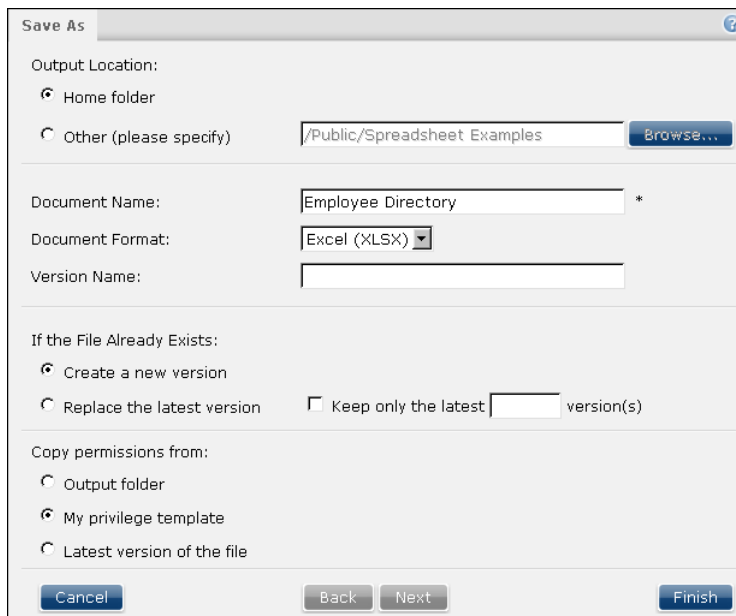 Save As
?
Output Location:
Home folder
Other (please specify) /Public/Spreadsheet Examples Browse...
Document Name: Employee Directory *
Document Format: Excel (XLSX)
Version Name:
If the File Already Exists:
Create a new version
Replace the latest version Keep only the latest version(s)
Copy permissions from:
Output folder
My privilege template
Latest version of the file
Cancel Back Next Finish